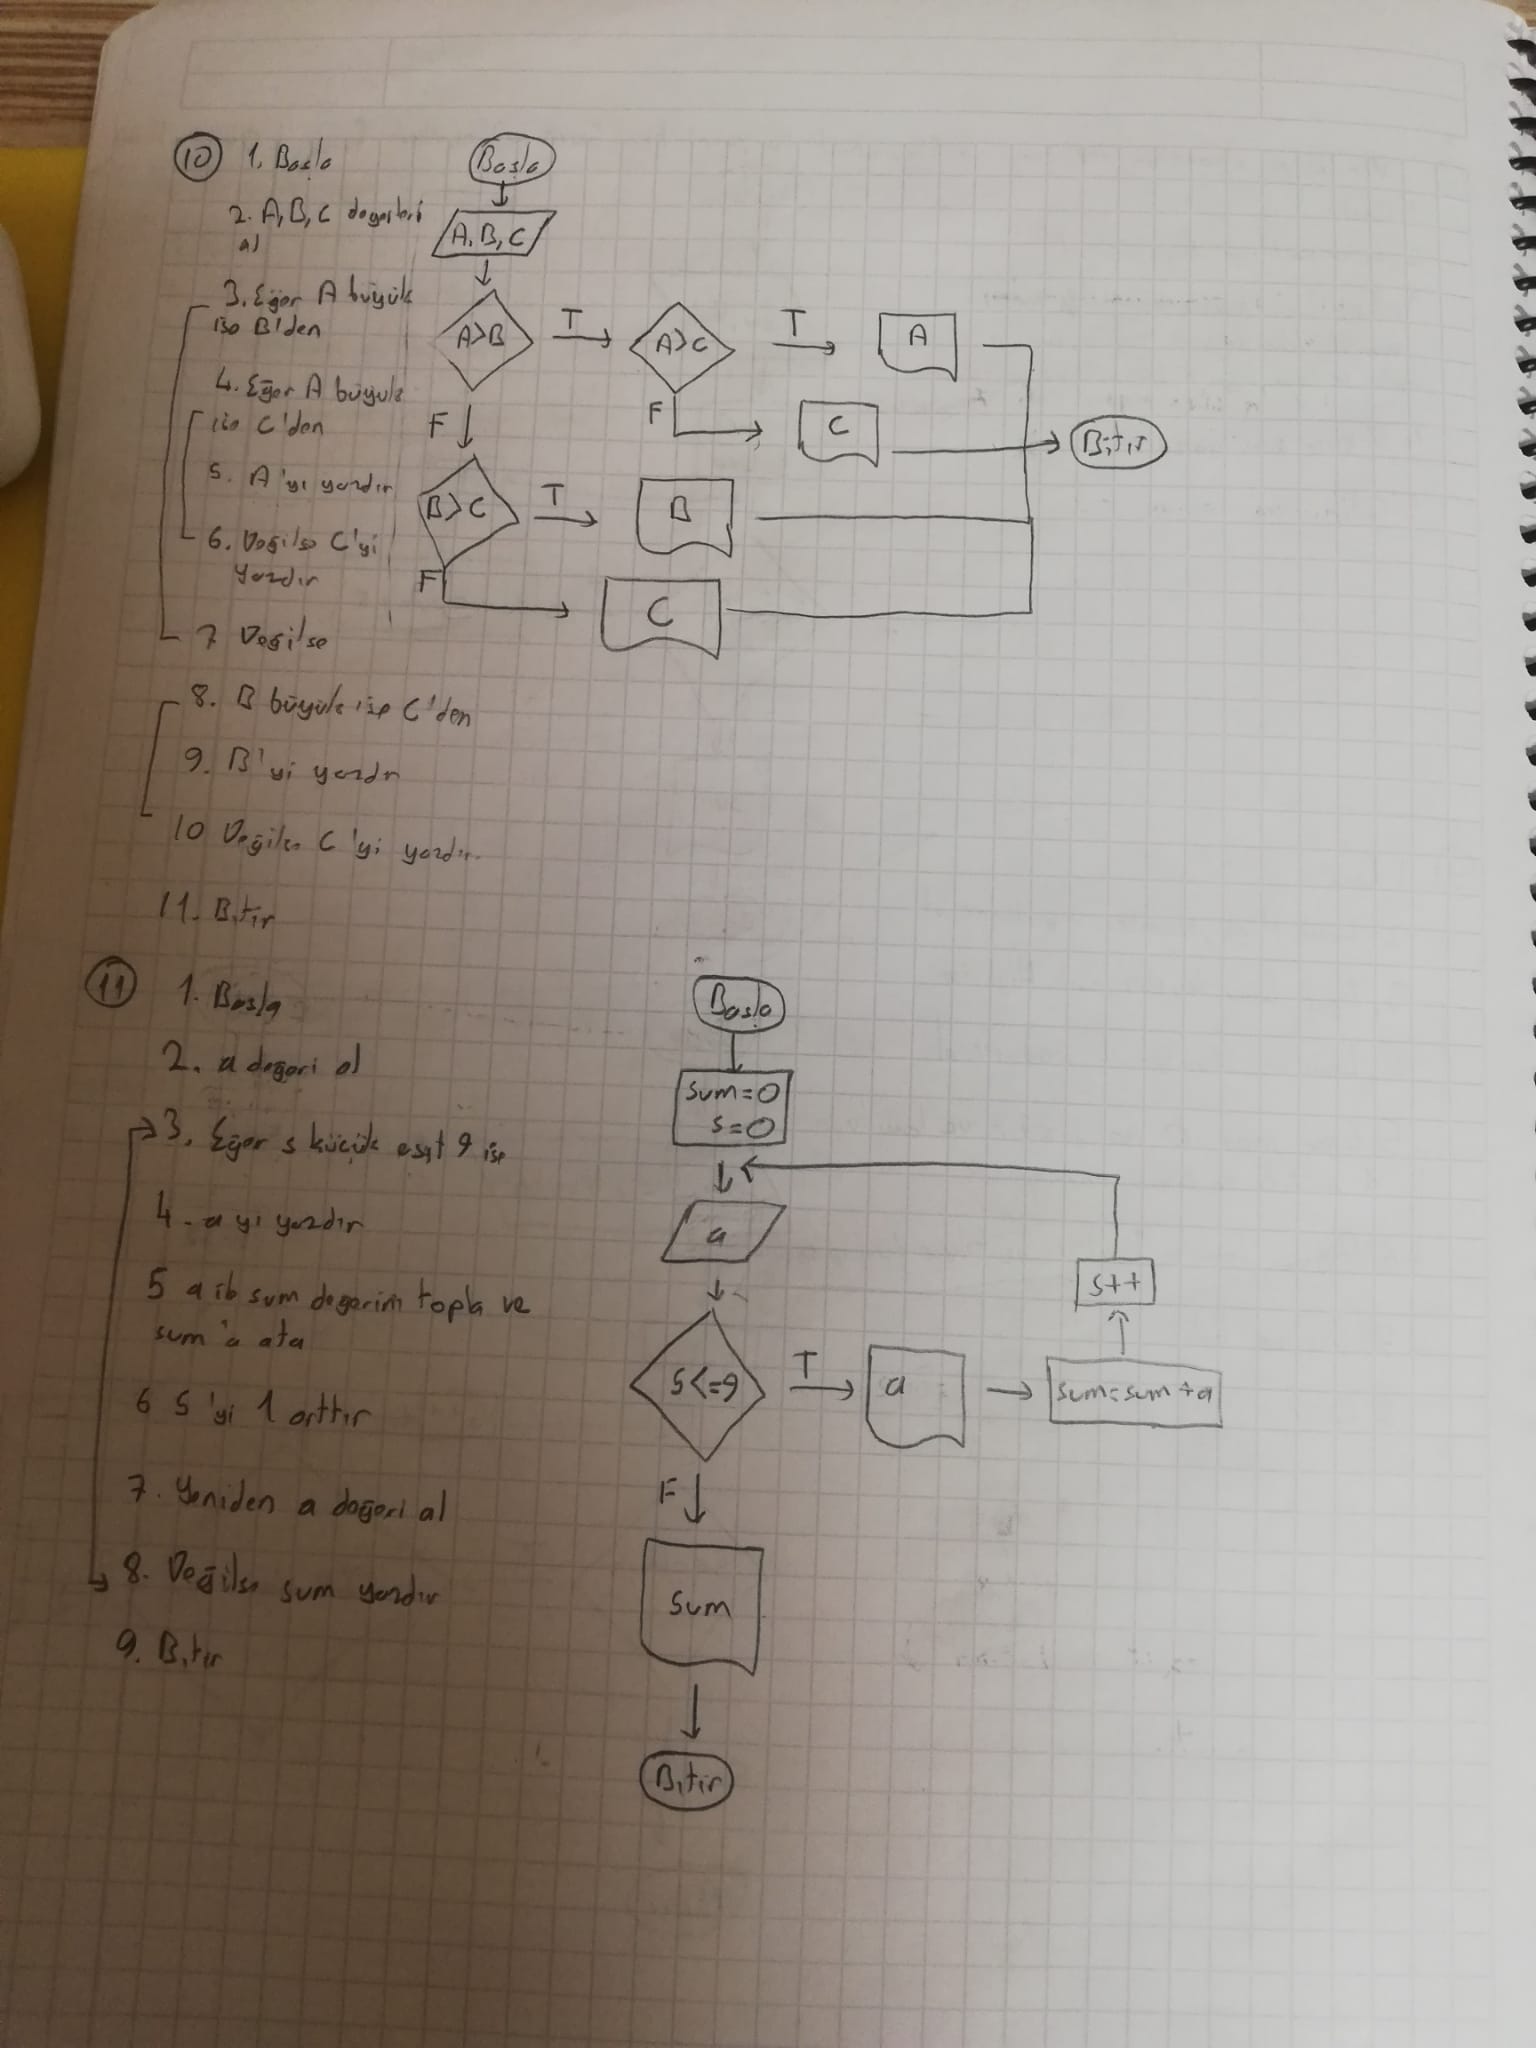 10
1. Başla
2. A, B, C değerleri
al
3. Eğer A büyük
ise B'den
4. Eğer A büyük
ise C'den
5. A'yı yazdır
6. Değilse C'yi
yazdır
7 Değilse
8. B büyük ise C'den
9. B'yi yazdır
10 Değilse C'yi yazdır
11. Bitir
Başla
A, B, C
A>B
T
A>C
T
A
F
F
C
Bitir
B>C
T
B
F
C
11
1. Başla
2. a değeri al
3. Eğer s küçük eşit 9 ise
4. a yı yazdır
5 a ile sum değerini topla ve
sum'a ata
6 S'yi 1 arttır
7. Yeniden a değeri al
8. Değilse sum yazdır
9. Bitir
Başla
sum=0
s=0
a
s<=9
T
a
sum=sum+a
s++
F
sum
Bitir